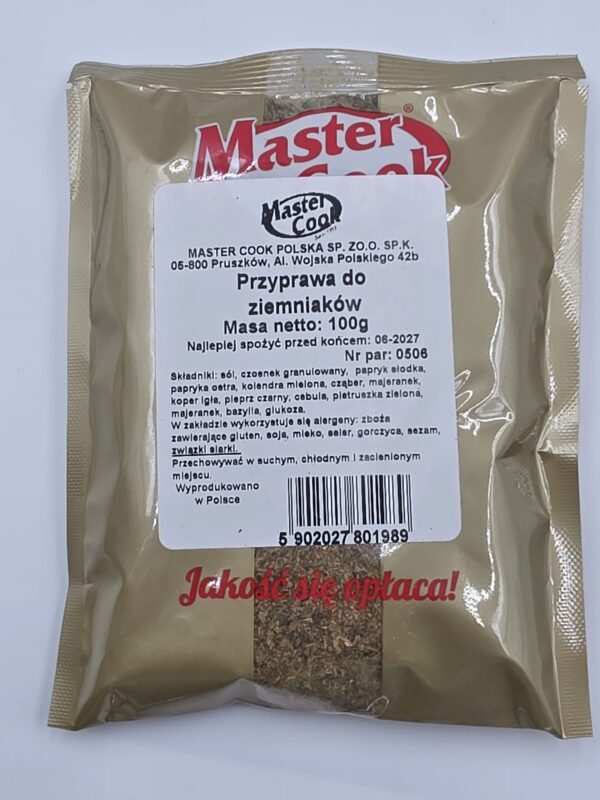 Master
Cook
®
Master
Cook
MASTER COOK POLSKA SP. ZO.O. SP.K.
05-800 Pruszków, Al. Wojska Polskiego 42b
Przyprawa do
ziemniaków
Masa netto: 100g
Najlepiej spożyć przed końcem: 06-2027
Nr par: 0506
Składniki: sól, czosnek granulowany, papryk słodka,
papryka ostra, kolendra mielona, cząber, majeranek,
koper igła, pieprz czarny, cebula, pietruszka zielona,
majeranek, bazylia, glukoza.
W zakładzie wykorzystuje się alergeny: zboża
zawierające gluten, soja, mleko, seler, gorczyca, sezam,
związki siarki.
Przechowywać w suchym, chłodnym i zacienionym
miejscu.
Wyprodukowano
w Polsce
5 902027 801989
Jakość się opłaca!